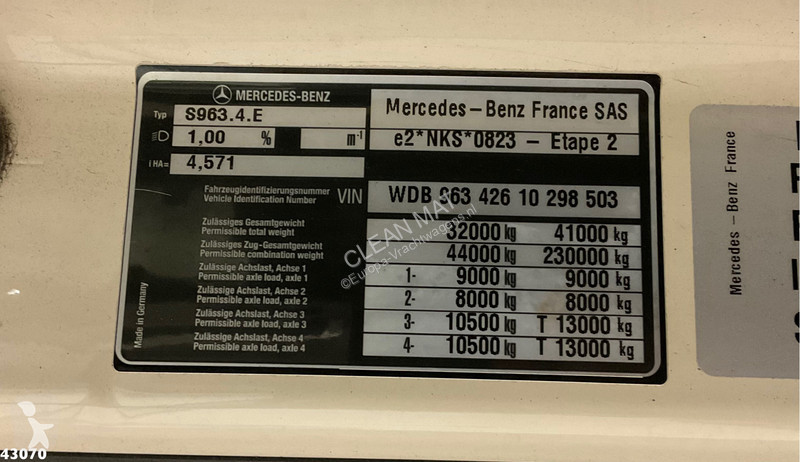 MERCEDES-BENZ
Typ S963.4.E
1,00 % m⁻¹
i HA= 4,571
Mercedes – Benz France SAS
e2*NKS*0823 – Etape 2
Fahrzeugidentifizierungsnummer
Vehicle Identification Number
VIN WDB 963 426 10 298 503
Zulässiges Gesamtgewicht
Permissible total weight
32000 kg 41000 kg
Zulässiges Zug-Gesamtgewicht
Permissible combination weight
44000 kg 230000 kg
Zulässige Achslast, Achse 1
Permissible axle load, axle 1
1- 9000 kg 9000 kg
Zulässige Achslast, Achse 2
Permissible axle load, axle 2
2- 8000 kg 8000 kg
Zulässige Achslast, Achse 3
Permissible axle load, axle 3
3- 10500 kg T 13000 kg
Zulässige Achslast, Achse 4
Permissible axle load, axle 4
4- 10500 kg T 13000 kg
Made in Germany
CLEAN MAT
©Europa-Vrachtwagens.nl
Mercedes – Benz France
43070